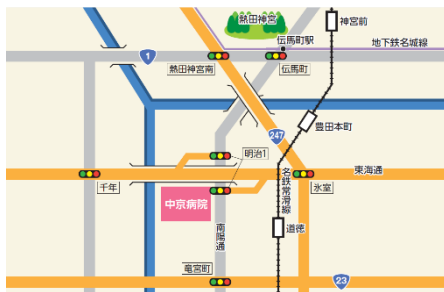 熱田神宮
神宮前
伝馬町駅
地下鉄名城線
1
熱田神宮南
伝馬町
247
豊田本町
明治1
東海通
千年
氷室
中京病院
名鉄常滑線
南陽通
道徳
竜宮町
23